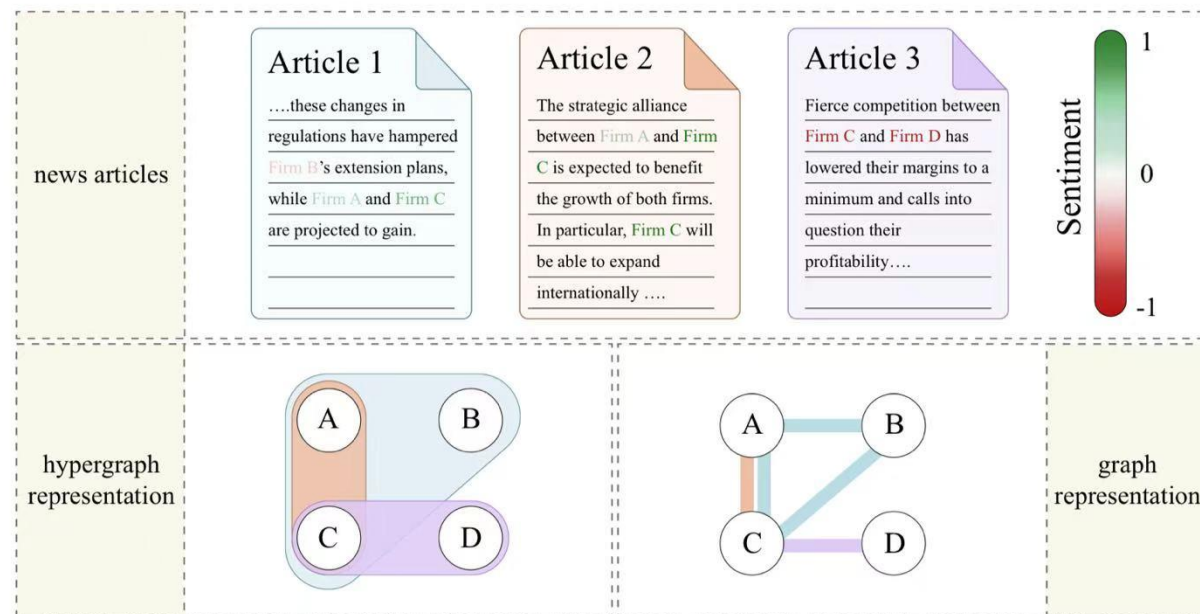 news articles
Article 1
….these changes in
regulations have hampered
Firm B's extension plans,
while Firm A and Firm C
are projected to gain.
Article 2
The strategic alliance
between Firm A and Firm
C is expected to benefit
the growth of both firms.
In particular, Firm C will
be able to expand
internationally ….
Article 3
Fierce competition between
Firm C and Firm D has
lowered their margins to a
minimum and calls into
question their
profitability….
Sentiment
1
0
-1
hypergraph
representation
A
B
C
D
A
B
C
D
graph
representation